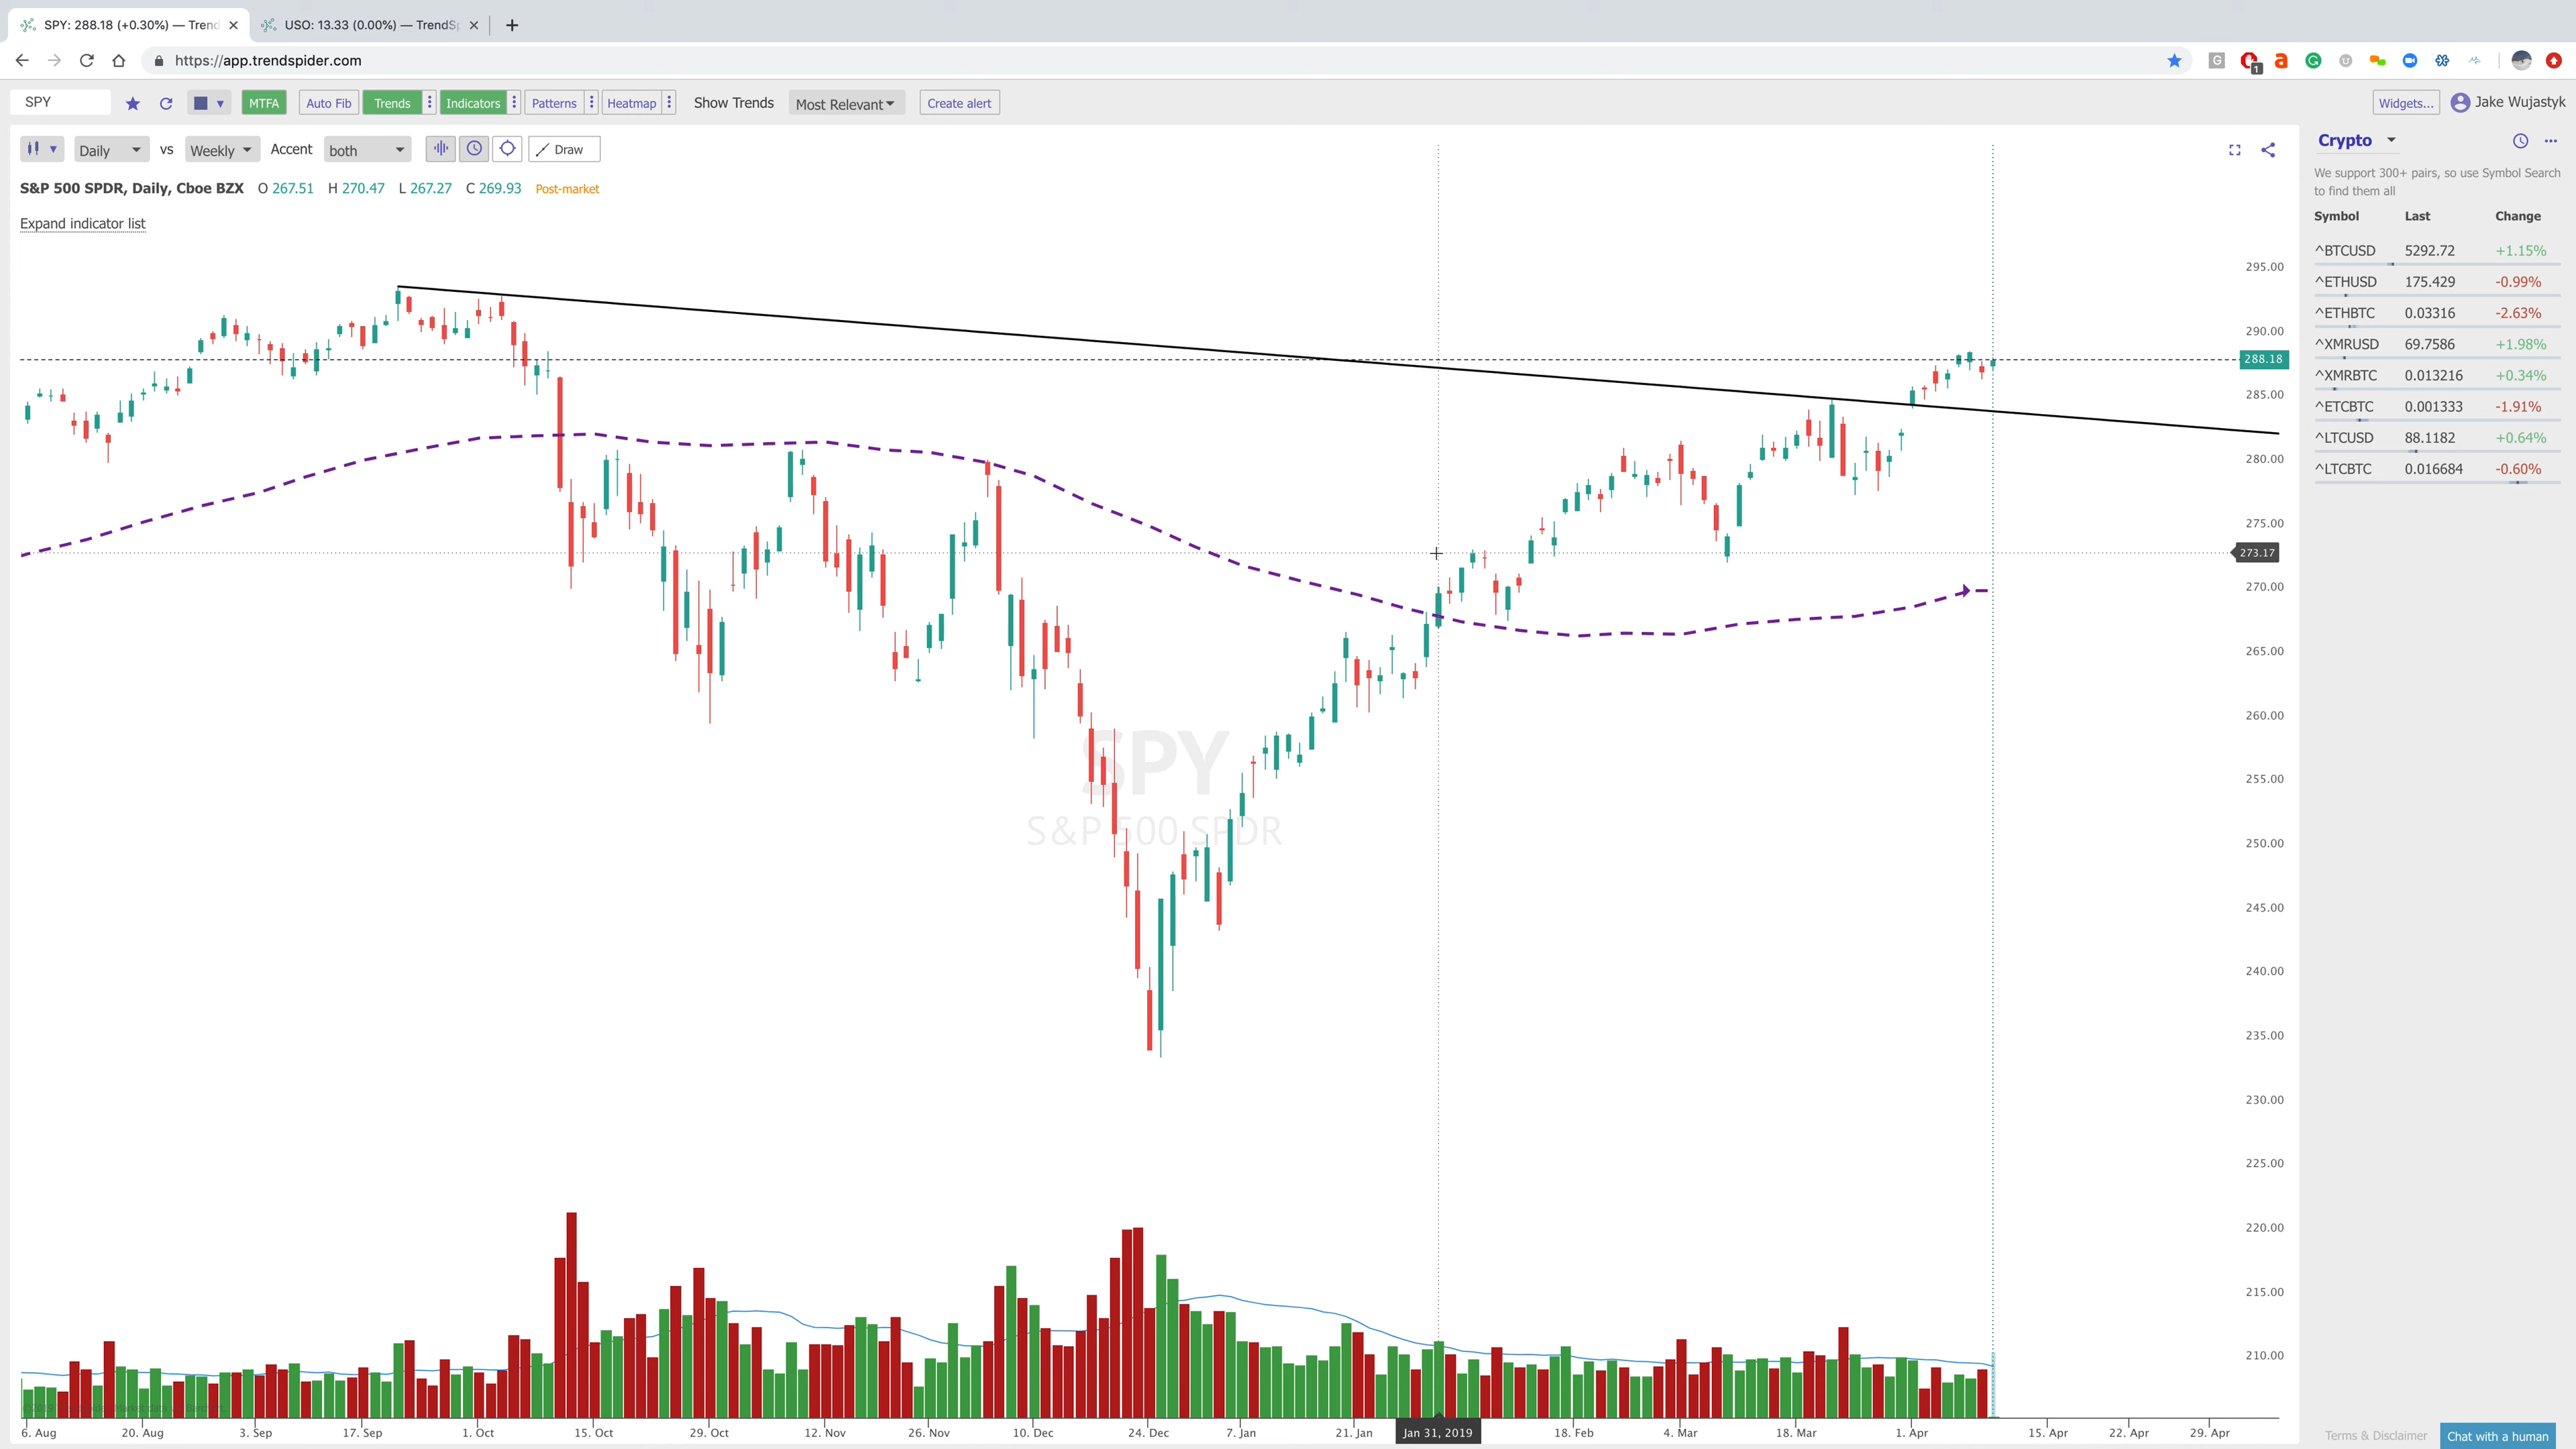 SPY: 288.18 (+0.30%) — Trend
USO: 13.33 (0.00%) — TrendSp
https://app.trendspider.com
SPY
MTFA
Auto Fib
Trends
Indicators
Patterns
Heatmap
Show Trends
Most Relevant
Create alert
Widgets...
Jake Wujastyk
Daily vs Weekly Accent both Draw
S&P 500 SPDR, Daily, Cboe BZX O 267.51 H 270.47 L 267.27 C 269.93 Post-market
Expand indicator list
295.00
290.00
288.18
285.00
280.00
275.00
273.17
270.00
265.00
260.00
255.00
250.00
245.00
240.00
235.00
230.00
225.00
220.00
215.00
210.00
SPY
S&P 500 SPDR
6. Aug 20. Aug 3. Sep 17. Sep 1. Oct 15. Oct 29. Oct 12. Nov 26. Nov 10. Dec 24. Dec 7. Jan 21. Jan Jan 31, 2019 18. Feb 4. Mar 18. Mar 1. Apr 15. Apr 22. Apr 29. Apr
Crypto
We support 300+ pairs, so use Symbol Search
to find them all
Symbol Last Change
^BTCUSD 5292.72 +1.15%
^ETHUSD 175.429 -0.99%
^ETHBTC 0.03316 -2.63%
^XMRUSD 69.7586 +1.98%
^XMRBTC 0.013216 +0.34%
^ETCBTC 0.001333 -1.91%
^LTCUSD 88.1182 +0.64%
^LTCBTC 0.016684 -0.60%
Terms & Disclaimer
Chat with a human